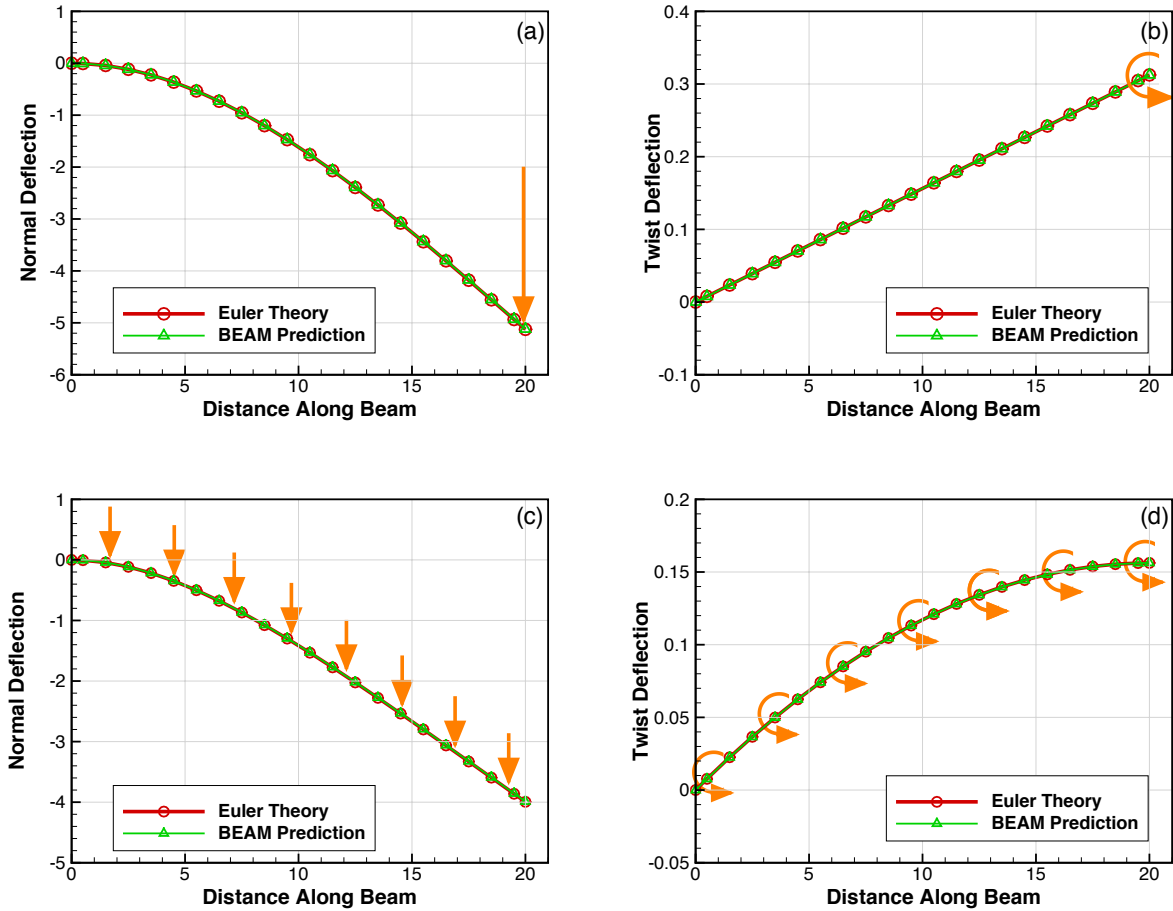 (a)
1
0
-1
-2
-3
-4
-5
-6
Normal Deflection
Euler Theory
BEAM Prediction
0 5 10 15 20
Distance Along Beam
(b)
0.4
0.3
0.2
0.1
0
-0.1
Twist Deflection
Euler Theory
BEAM Prediction
0 5 10 15 20
Distance Along Beam
(c)
1
0
-1
-2
-3
-4
-5
Normal Deflection
Euler Theory
BEAM Prediction
0 5 10 15 20
Distance Along Beam
(d)
0.2
0.15
0.1
0.05
0
-0.05
Twist Deflection
Euler Theory
BEAM Prediction
0 5 10 15 20
Distance Along Beam